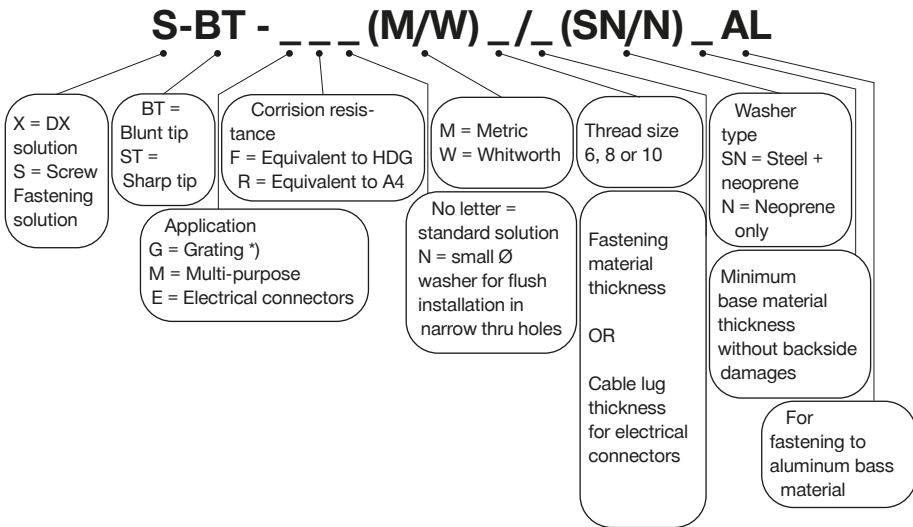 S-BT - _ _ _ (M/W) _ /_ (SN/N) _ AL
X = DX
solution
S = Screw
Fastening
solution
BT =
Blunt tip
ST =
Sharp tip
Corrision resis-
tance
F = Equivalent to HDG
R = Equivalent to A4
M = Metric
W = Whitworth
Thread size
6, 8 or 10
Washer
type
SN = Steel +
neoprene
N = Neoprene
only
Application
G = Grating *)
M = Multi-purpose
E = Electrical connectors
No letter =
standard solution
N = small Ø
washer for flush
installation in
narrow thru holes
Fastening
material
thickness
OR
Cable lug
thickness
for electrical
connectors
Minimum
base material
thickness
without backside
damages
For
fastening to
aluminum bass
material